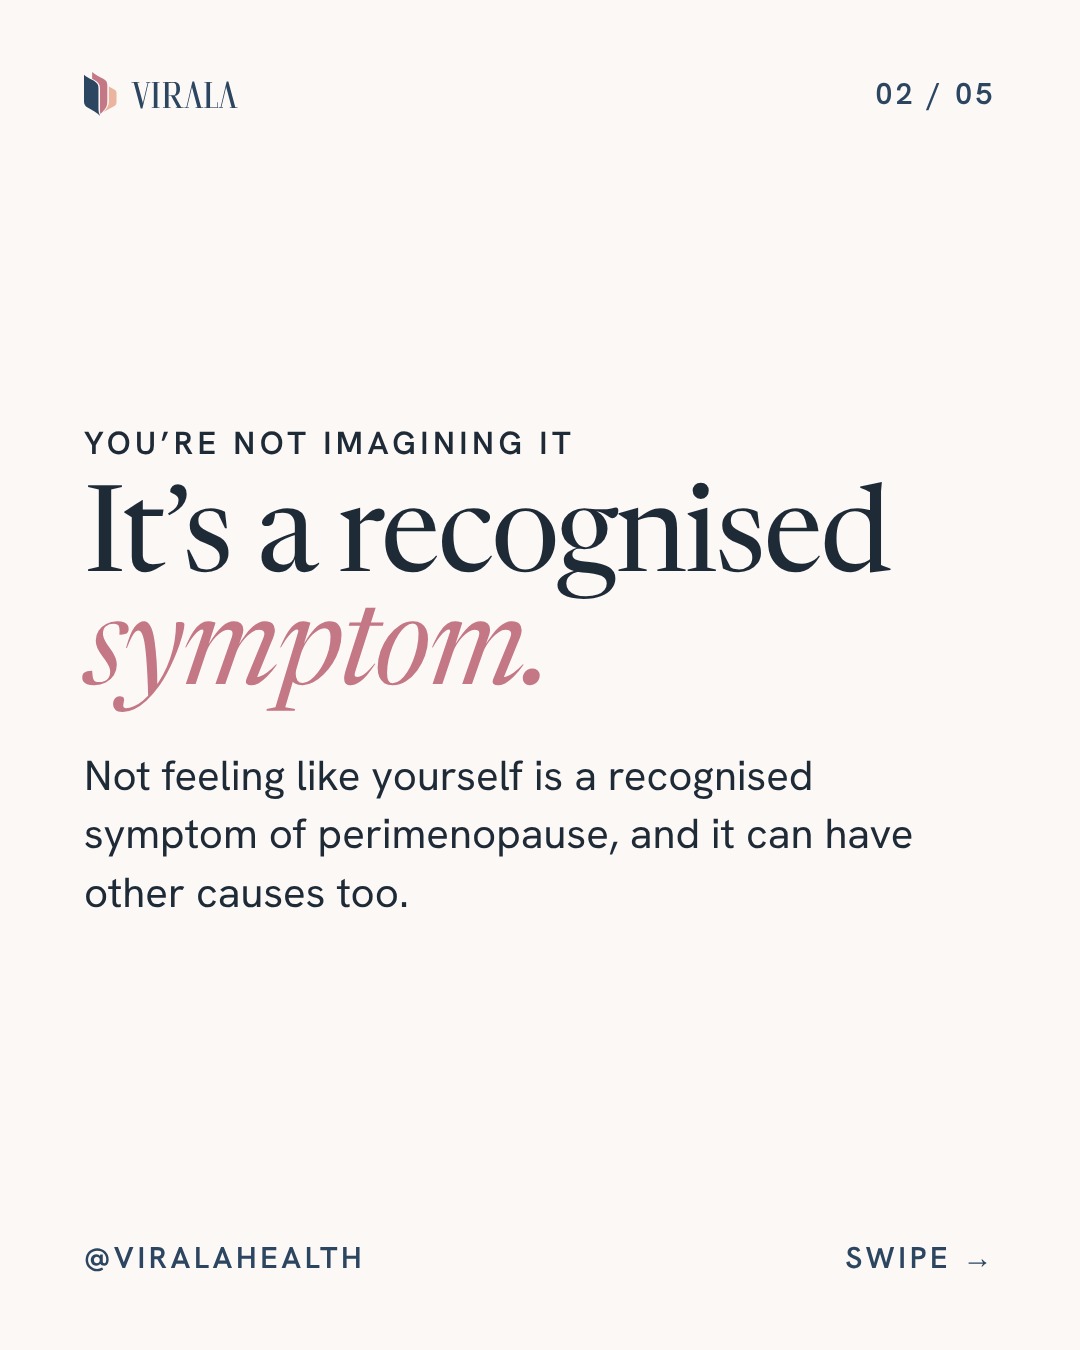 VIRALA
02 / 05
YOU’RE NOT IMAGINING IT
It’s a recognised
symptom.
Not feeling like yourself is a recognised
symptom of perimenopause, and it can have
other causes too.
@VIRALAHEALTH
SWIPE →